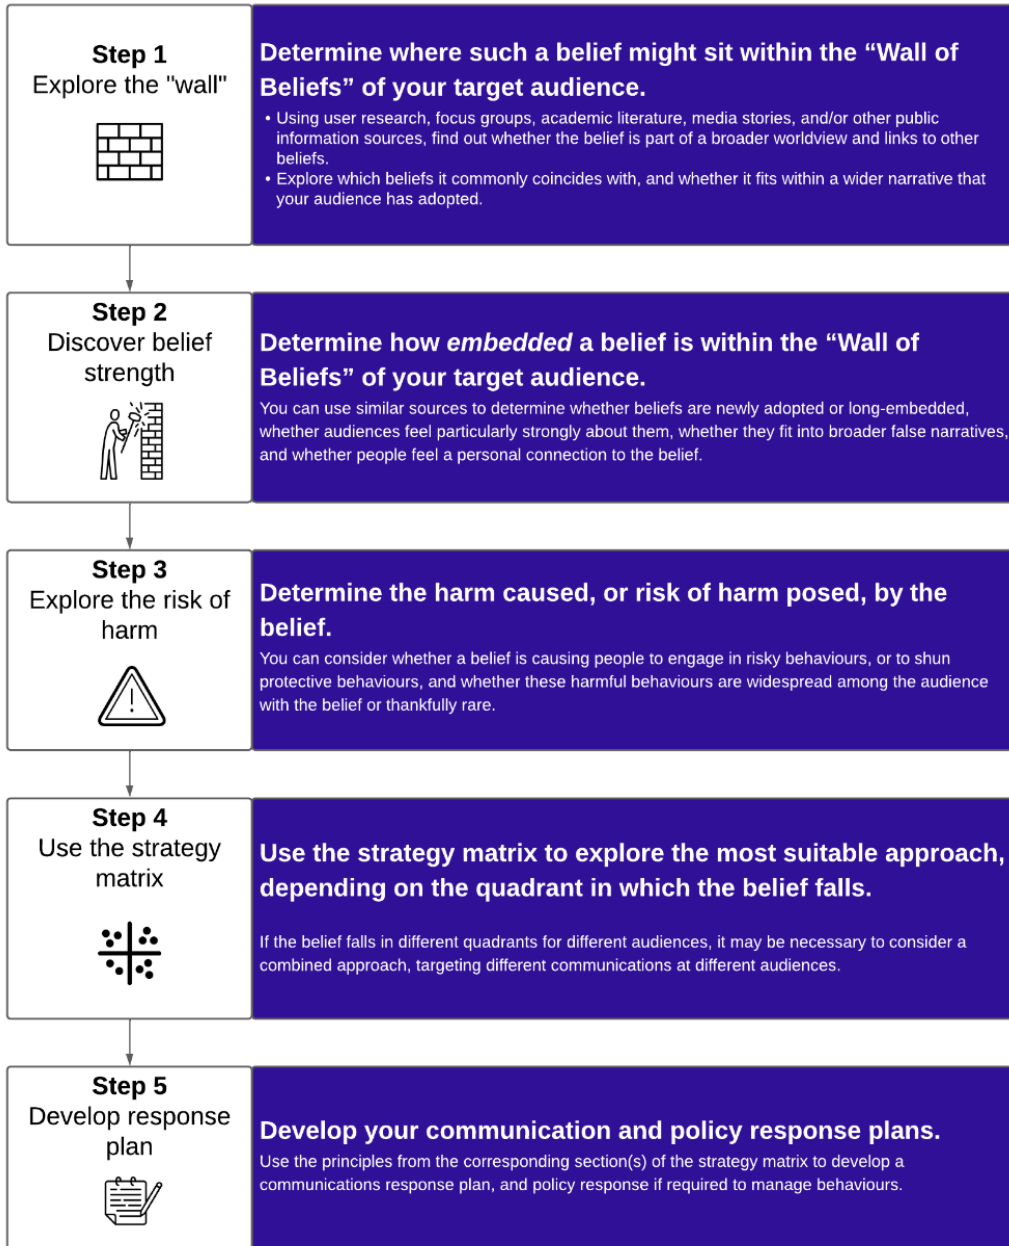 Step 1
Explore the "wall"
Determine where such a belief might sit within the “Wall of
Beliefs” of your target audience.
• Using user research, focus groups, academic literature, media stories, and/or other public
information sources, find out whether the belief is part of a broader worldview and links to other
beliefs.
• Explore which beliefs it commonly coincides with, and whether it fits within a wider narrative that
your audience has adopted.
Step 2
Discover belief
strength
Determine how embedded a belief is within the “Wall of
Beliefs” of your target audience.
You can use similar sources to determine whether beliefs are newly adopted or long-embedded,
whether audiences feel particularly strongly about them, whether they fit into broader false narratives,
and whether people feel a personal connection to the belief.
Step 3
Explore the risk of
harm
Determine the harm caused, or risk of harm posed, by the
belief.
You can consider whether a belief is causing people to engage in risky behaviours, or to shun
protective behaviours, and whether these harmful behaviours are widespread among the audience
with the belief or thankfully rare.
Step 4
Use the strategy
matrix
Use the strategy matrix to explore the most suitable approach,
depending on the quadrant in which the belief falls.
If the belief falls in different quadrants for different audiences, it may be necessary to consider a
combined approach, targeting different communications at different audiences.
Step 5
Develop response
plan
Develop your communication and policy response plans.
Use the principles from the corresponding section(s) of the strategy matrix to develop a
communications response plan, and policy response if required to manage behaviours.